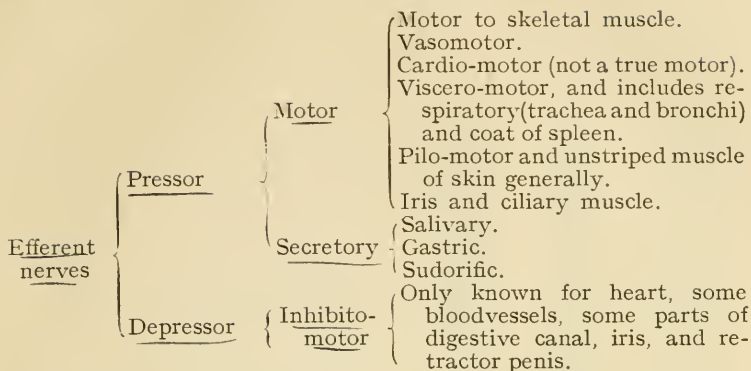 Motor to skeletal muscle.
Vasomotor.
Cardio-motor (not a true motor).
Motor
Viscero-motor, and includes re-
spiratory(trachea and bronchi)
and coat of spleen.
Pressor
Pilo-motor and unstriped muscle
of skin generally.
Iris and ciliary muscle.
Efferent
nerves
Secretory
Salivary.
Gastric.
Sudorific.
Depressor
Inhibito-
motor
Only known for heart, some
bloodvessels, some parts of
digestive canal, iris, and re-
tractor penis.